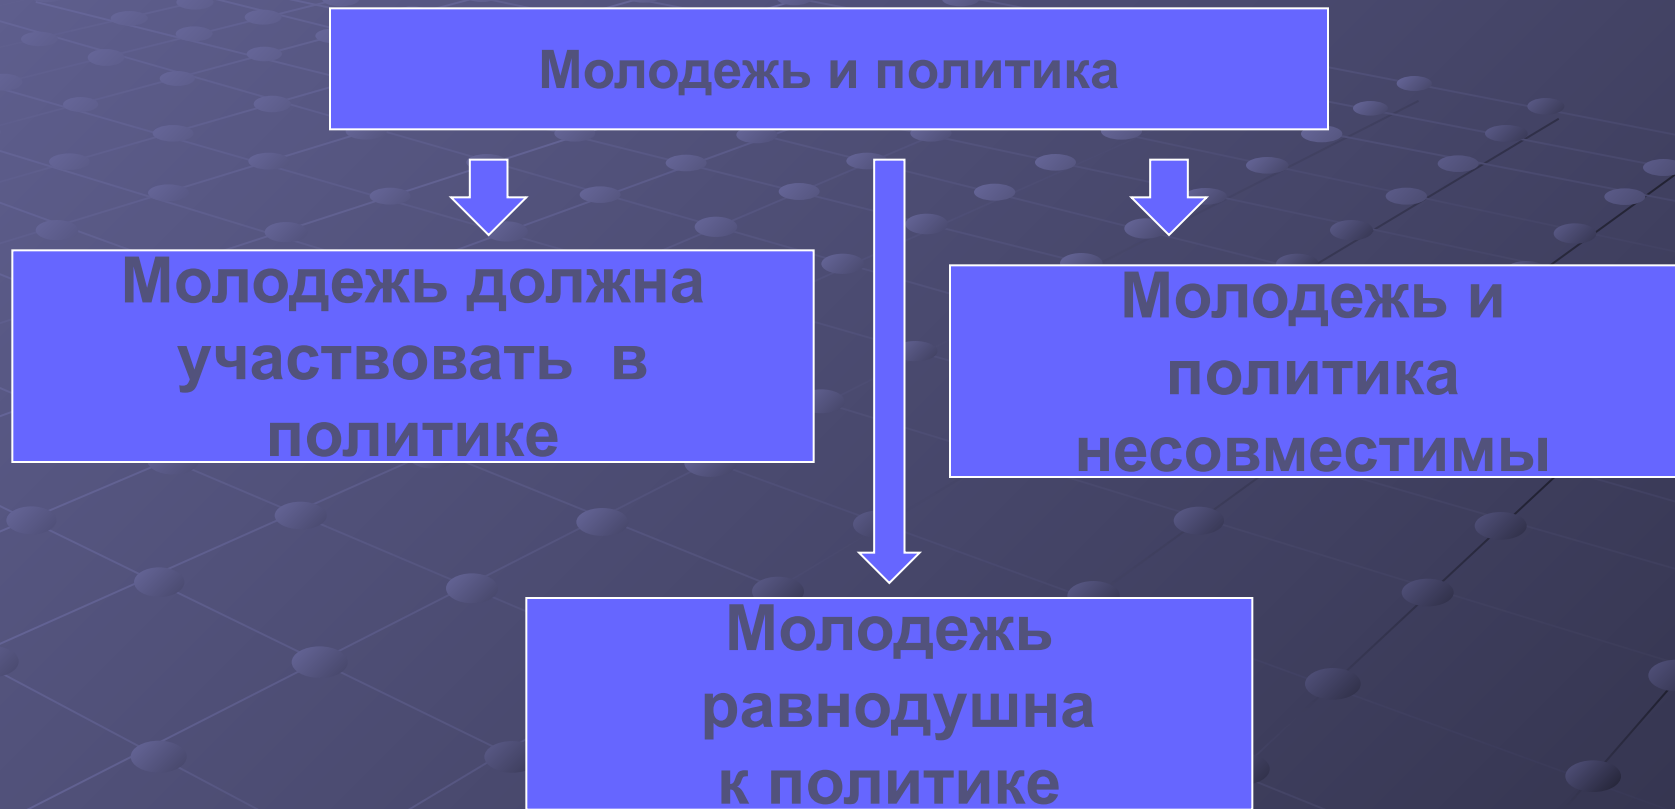 Молодежь и политика
Молодежь должна
участвовать в
политике
Молодежь и
политика
несовместимы
Молодежь
равнодушна
к политике